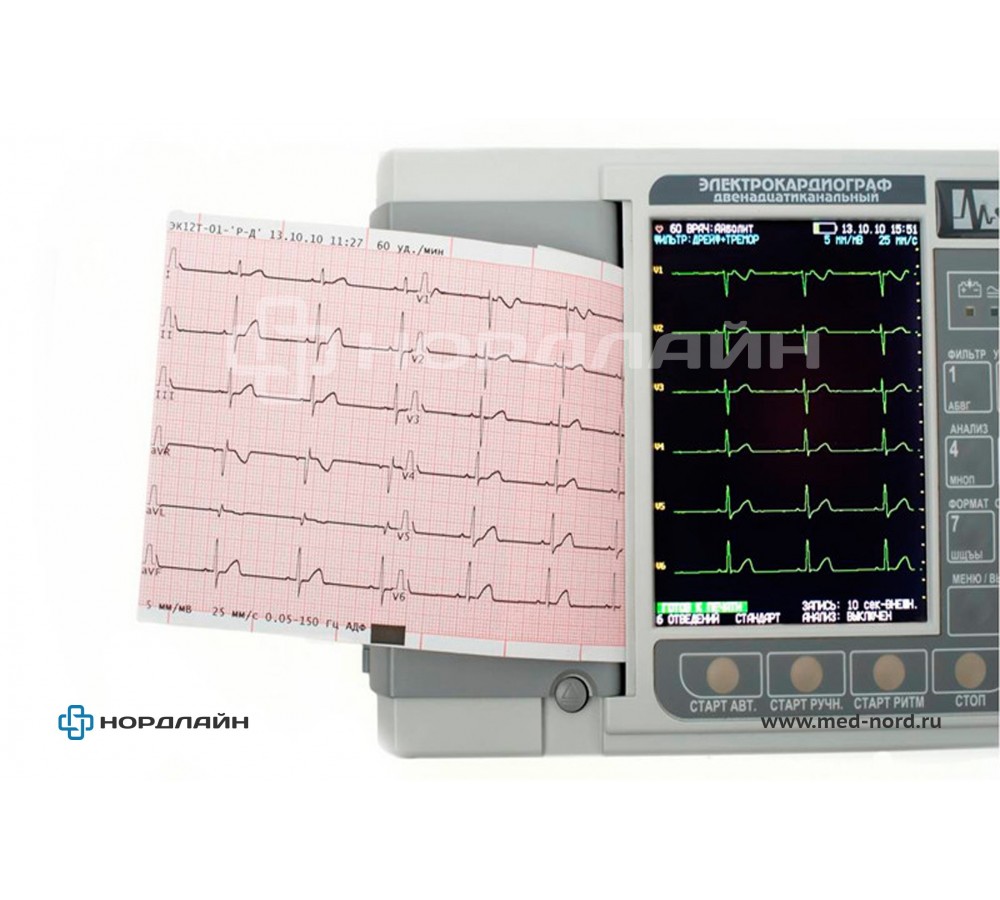 ЭЛЕКТРОКАРДИОГРАФ
двенадцатиканальный
ЭК12Т-01-'Р-Д' 13.10.10 11:27 60 уд./мин
I
V1
II
V2
III
V3
aVR
V4
aVL
V5
aVF
V6
5 мм/мВ 25 мм/с 0.05-150 Гц АДФ
60 ВРАЧ:Айболит 13.10.10 15:51
ФИЛЬТР:ДРЕЙФ+ТРЕМОР 5 мм/мВ 25 мм/с
V1
V2
V3
V4
V5
V6
ГОТОВ К ПЕЧАТИ ЗАПИСЬ: 10 сек-ВНЕШН.
6 ОТВЕДЕНИЙ СТАНДАРТ АНАЛИЗ: ВЫКЛЮЧЕН
ФИЛЬТР
1
АБВГ
АНАЛИЗ
4
МНОП
ФОРМАТ
7
ШЩЪЫ
МЕНЮ /
СТАРТ АВТ. СТАРТ РУЧН. СТАРТ РИТМ СТОП
НОРДЛАЙН
НОРДЛАЙН
www.med-nord.ru